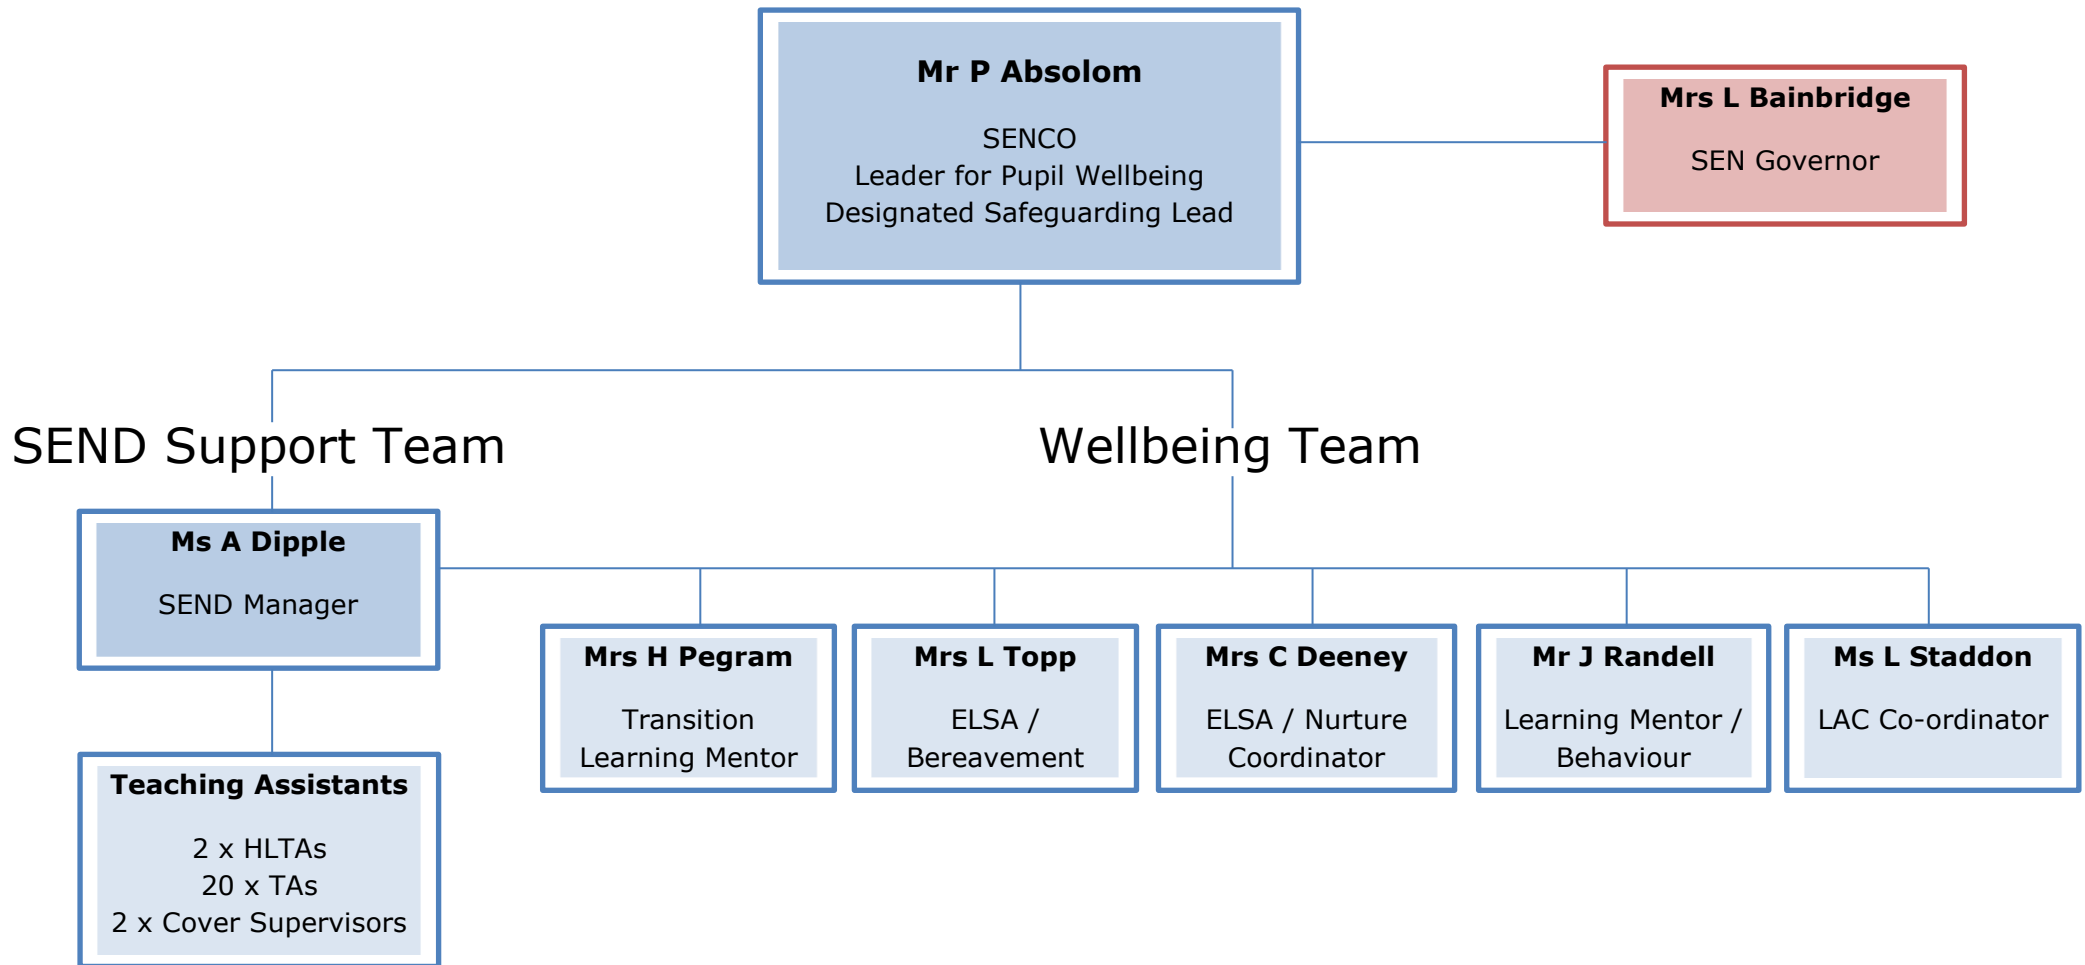 Mr P Absolom
SENCO
Leader for Pupil Wellbeing
Designated Safeguarding Lead
Mrs L Bainbridge
SEN Governor
SEND Support Team
Wellbeing Team
Ms A Dipple
SEND Manager
Mrs H Pegram
Transition
Learning Mentor
Mrs L Topp
ELSA /
Bereavement
Mrs C Deeney
ELSA / Nurture
Coordinator
Mr J Randell
Learning Mentor /
Behaviour
Ms L Staddon
LAC Co-ordinator
Teaching Assistants
2 x HLTAs
20 x TAs
2 x Cover Supervisors